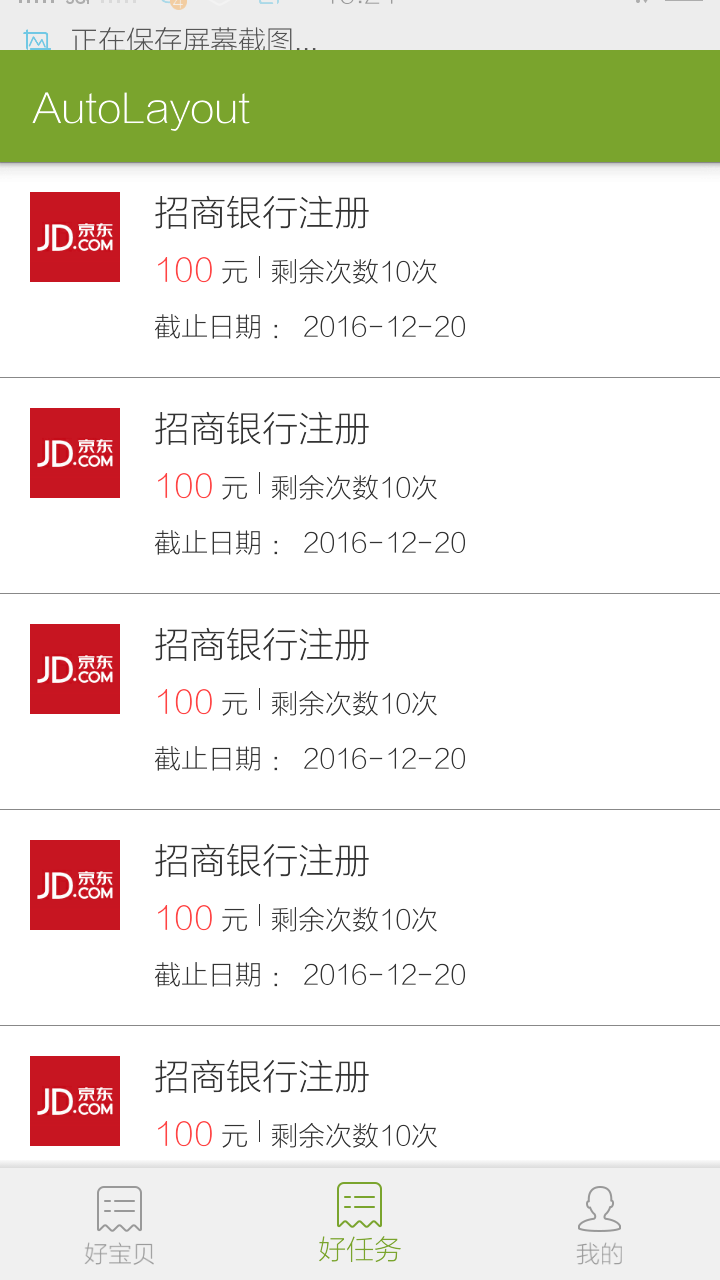 正在保存屏幕截图...
AutoLayout
JD.COM 京东
招商银行注册
100 元 | 剩余次数10次
截止日期： 2016-12-20
JD.COM 京东
招商银行注册
100 元 | 剩余次数10次
截止日期： 2016-12-20
JD.COM 京东
招商银行注册
100 元 | 剩余次数10次
截止日期： 2016-12-20
JD.COM 京东
招商银行注册
100 元 | 剩余次数10次
截止日期： 2016-12-20
JD.COM 京东
招商银行注册
100 元 | 剩余次数10次
好宝贝
好任务
我的